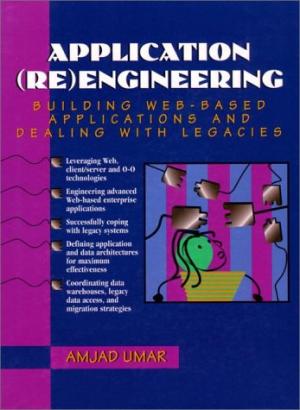 APPLICATION
(RE)ENGINEERING
BUILDING WEB-BASED
APPLICATIONS AND
DEALING WITH LEGACIES
Leveraging Web,
client/server and O-O
technologies
Engineering advanced
Web-based enterprise
applications
Successfully coping
with legacy systems
Defining application
and data architectures
for maximum
effectiveness
Coordinating data
warehouses, legacy
data access, and
migration strategies
AMJAD UMAR